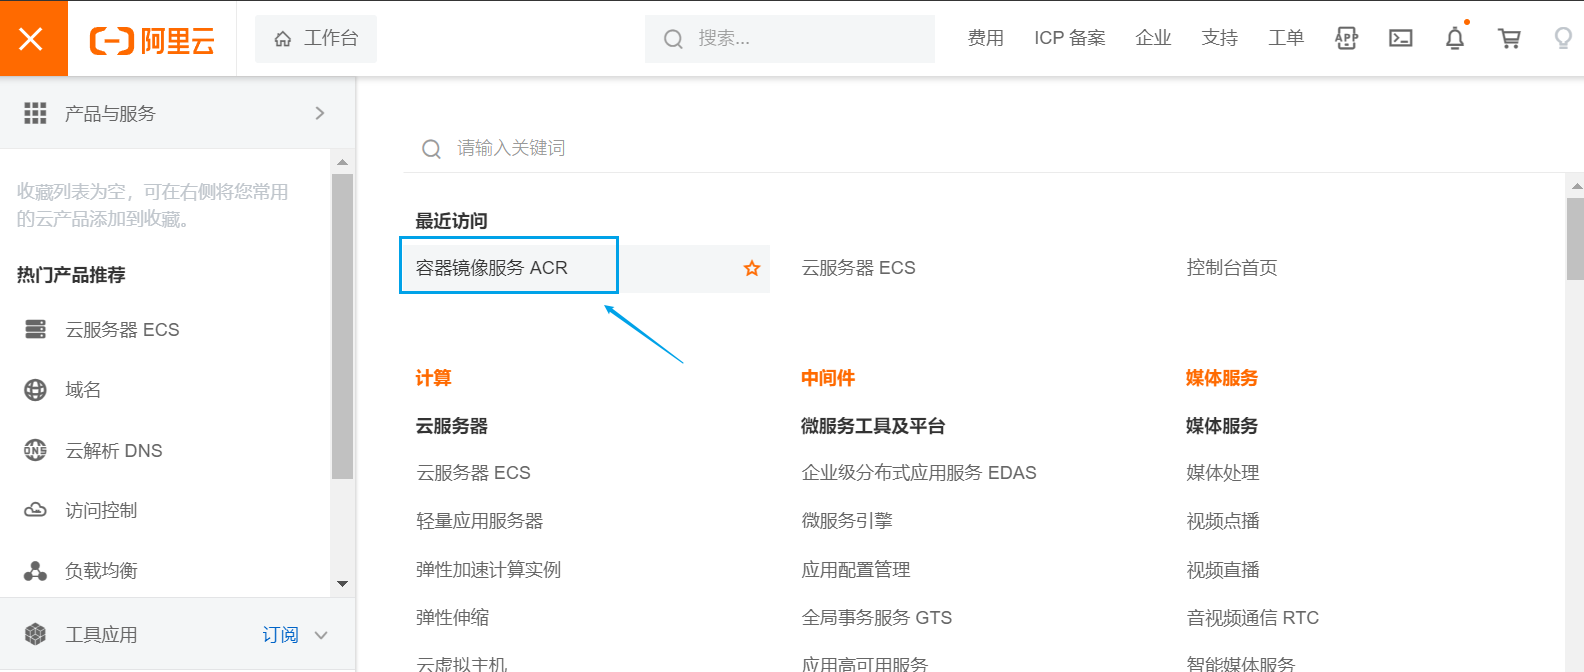 阿里云
工作台
搜索...
费用
ICP 备案
企业
支持
工单
APP
产品与服务
请输入关键词
收藏列表为空，可在右侧将您常用
的云产品添加到收藏。
热门产品推荐
云服务器 ECS
域名
DNS
云解析 DNS
访问控制
负载均衡
工具应用
订阅
最近访问
容器镜像服务 ACR
云服务器 ECS
控制台首页
计算
云服务器
云服务器 ECS
轻量应用服务器
弹性加速计算实例
弹性伸缩
云虚拟主机
中间件
微服务工具及平台
企业级分布式应用服务 EDAS
微服务引擎
应用配置管理
全局事务服务 GTS
应用高可用服务
媒体服务
媒体服务
媒体处理
视频点播
视频直播
音视频通信 RTC
智能媒体服务